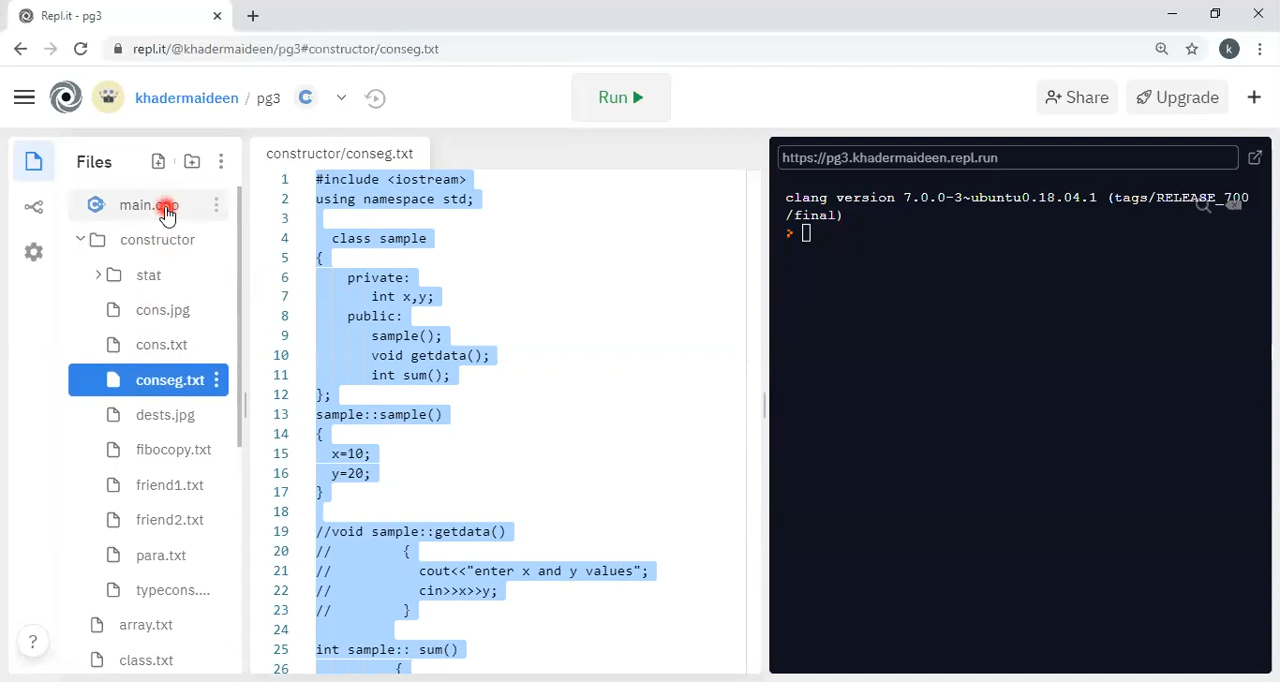 Repl.it - pg3
repl.it/@khadermaideen/pg3#constructor/conseg.txt
k
khadermaideen / pg3
Run
Share
Upgrade
Files
main.cpp
constructor
stat
cons.jpg
cons.txt
conseg.txt
dests.jpg
fibocopy.txt
friend1.txt
friend2.txt
para.txt
typecons....
array.txt
class.txt
?
constructor/conseg.txt
1 #include <iostream>
2 using namespace std;
3
4 class sample
5 {
6 private:
7 int x,y;
8 public:
9 sample();
10 void getdata();
11 int sum();
12 };
13 sample::sample()
14 {
15 x=10;
16 y=20;
17 }
18
19 //void sample::getdata()
20 // {
21 // cout<<"enter x and y values";
22 // cin>>x>>y;
23 // }
24
25 int sample:: sum()
26 {
https://pg3.khadermaideen.repl.run
clang version 7.0.0-3~ubuntu0.18.04.1 (tags/RELEASE_700
/final)
>